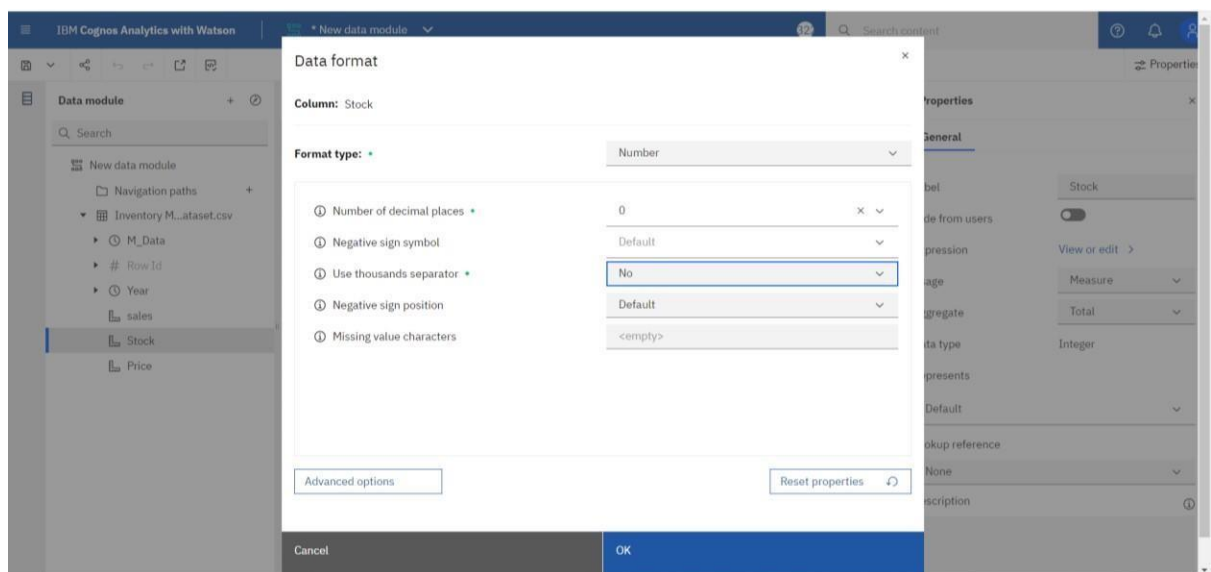 IBM Cognos Analytics with Watson
* New data module
Search content
Properties
Data module
Search
New data module
Navigation paths
Inventory M...ataset.csv
M_Data
Row Id
Year
sales
Stock
Price
Data format
Column: Stock
Format type:
Number
Number of decimal places
0
Negative sign symbol
Default
Use thousands separator
No
Negative sign position
Default
Missing value characters
<empty>
Advanced options
Reset properties
Cancel
OK
roperties
General
bel
Stock
de from users
pression
View or edit
sage
Measure
ggregate
Total
ta type
Integer
presents
Default
okup reference
None
scription